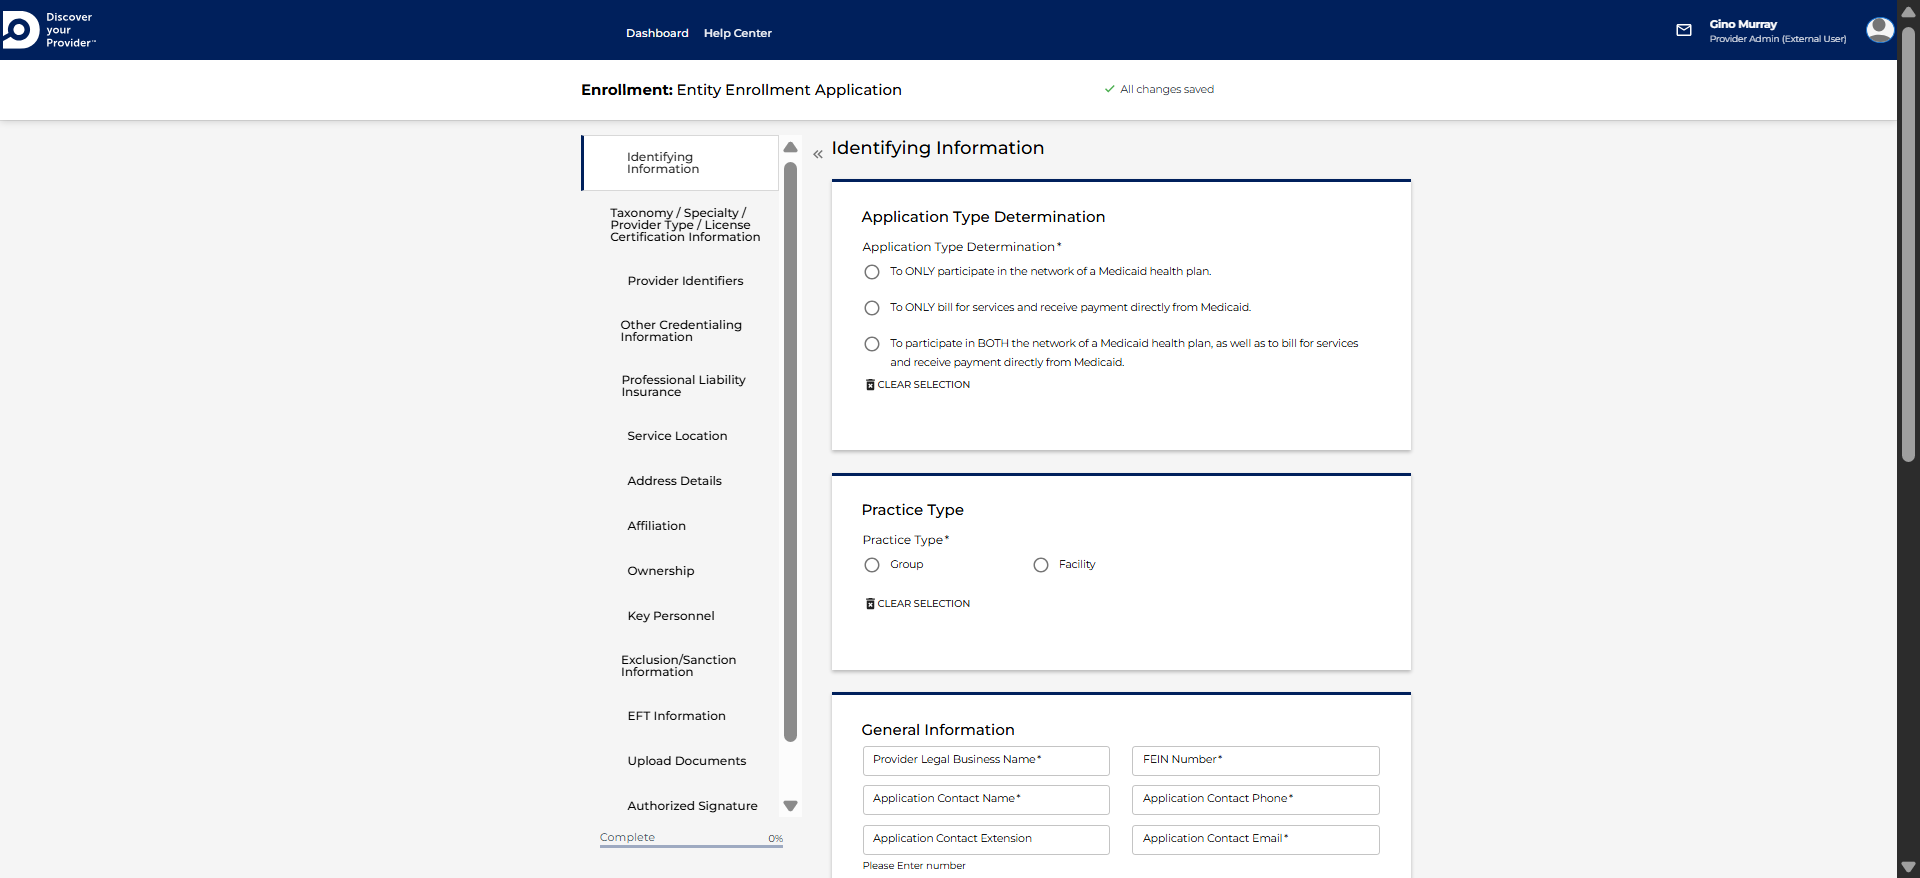 Discover
your
Provider™
Dashboard
Help Center
Gino Murray
Provider Admin (External User)
Enrollment: Entity Enrollment Application
All changes saved
Identifying
Information
Taxonomy / Specialty /
Provider Type / License
Certification Information
Provider Identifiers
Other Credentialing
Information
Professional Liability
Insurance
Service Location
Address Details
Affiliation
Ownership
Key Personnel
Exclusion/Sanction
Information
EFT Information
Upload Documents
Authorized Signature
Complete 0%
« Identifying Information
Application Type Determination
Application Type Determination*
To ONLY participate in the network of a Medicaid health plan.
To ONLY bill for services and receive payment directly from Medicaid.
To participate in BOTH the network of a Medicaid health plan, as well as to bill for services
and receive payment directly from Medicaid.
CLEAR SELECTION
Practice Type
Practice Type*
Group
Facility
CLEAR SELECTION
General Information
Provider Legal Business Name*
FEIN Number*
Application Contact Name*
Application Contact Phone*
Application Contact Extension
Application Contact Email*
Please Enter number